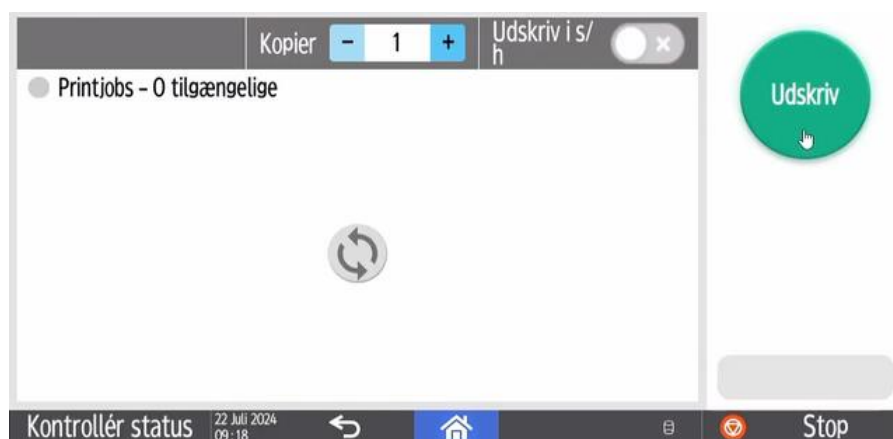 Kopier - 1 + Udskriv i s/
h
Printjobs – 0 tilgængelige
Udskriv
Kontrollér status 22 Juli 2024 Stop
09:18